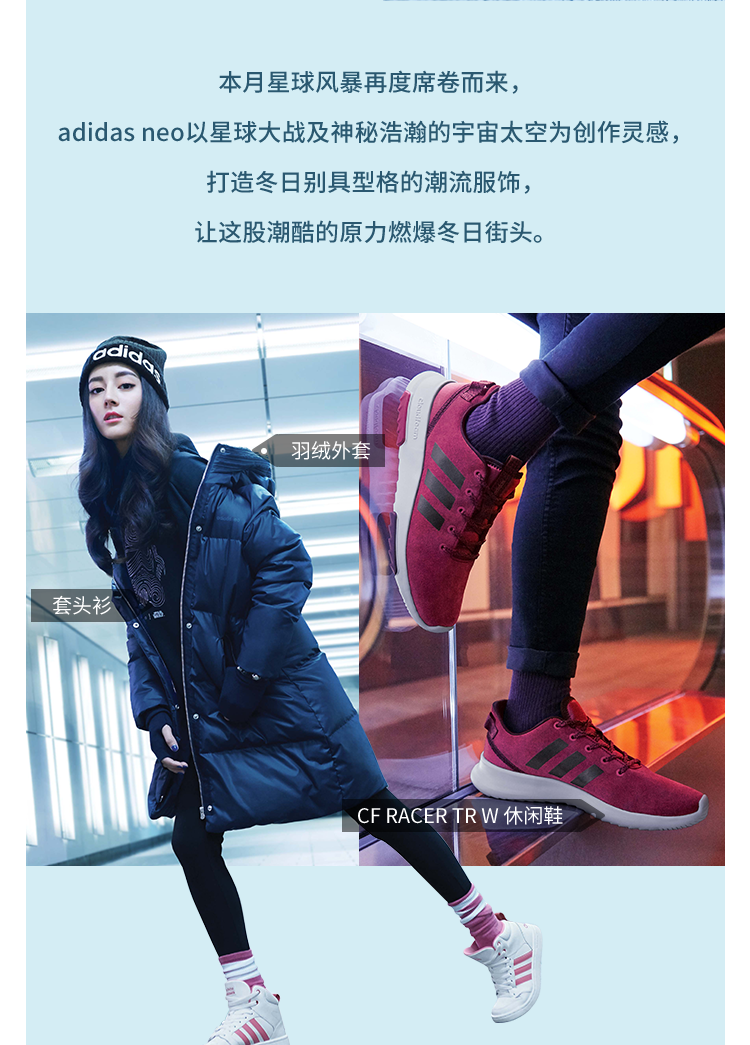 本月星球风暴再度席卷而来，
adidas neo以星球大战及神秘浩瀚的宇宙太空为创作灵感，
打造冬日别具型格的潮流服饰，
让这股潮酷的原力燃爆冬日街头。
adidas
羽绒外套
套头衫
CF RACER TR W 休闲鞋